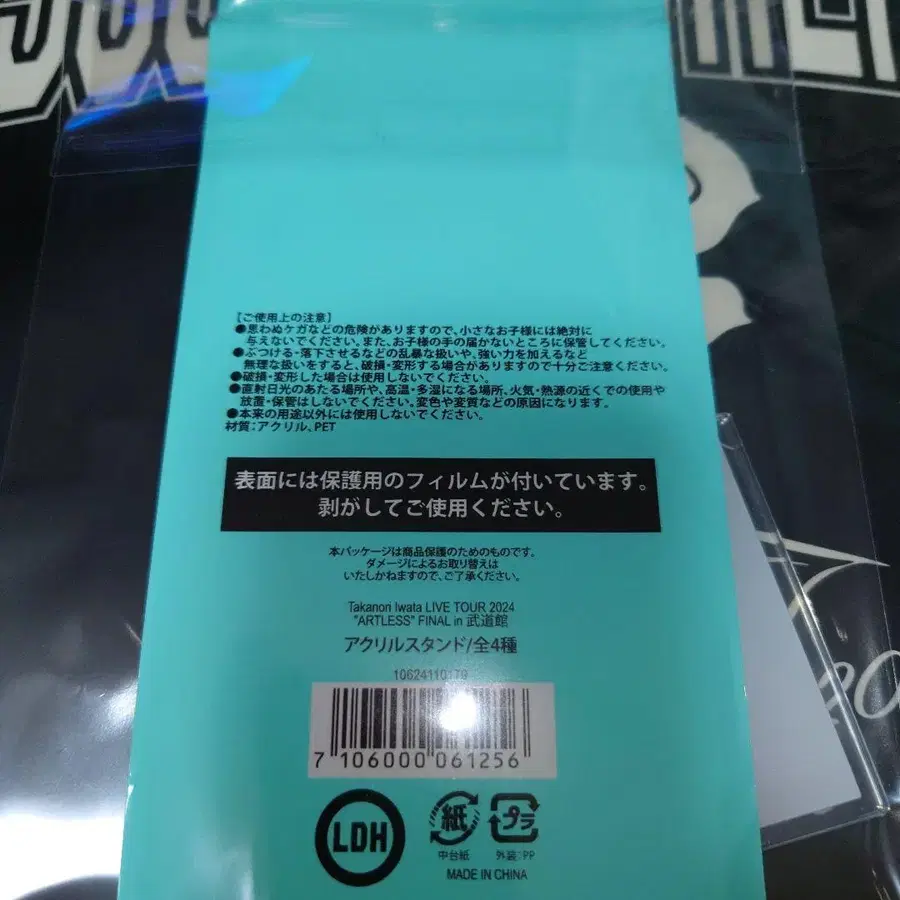 【ご使用上の注意】
●思わぬケガなどの危険がありますので、小さなお子様には絶対に
与えないでください。また、お子様の手の届かないところに保管してください。
●ぶつける・落下させるなどの乱暴な扱いや、強い力を加えるなど
無理な扱いをすると、破損・変形する場合がありますので十分ご注意ください。
●破損・変形した場合は使用しないでください。
●直射日光のあたる場所や、高温・多湿になる場所、火気・熱源の近くでの使用や
放置・保管はしないでください。変色や変質などの原因になります。
●本来の用途以外には使用しないでください。
材質：アクリル、PET
表面には保護用のフィルムが付いています。
剥がしてご使用ください。
本パッケージは商品保護のためのものです。
ダメージによるお取り替えは
いたしかねますので、ご了承ください。
Takanori Iwata LIVE TOUR 2024
"ARTLESS" FINAL in 武道館
アクリルスタンド/全4種
7 106000 061256
LDH
紙
プラ
中台紙
外装：PP
MADE IN CHINA